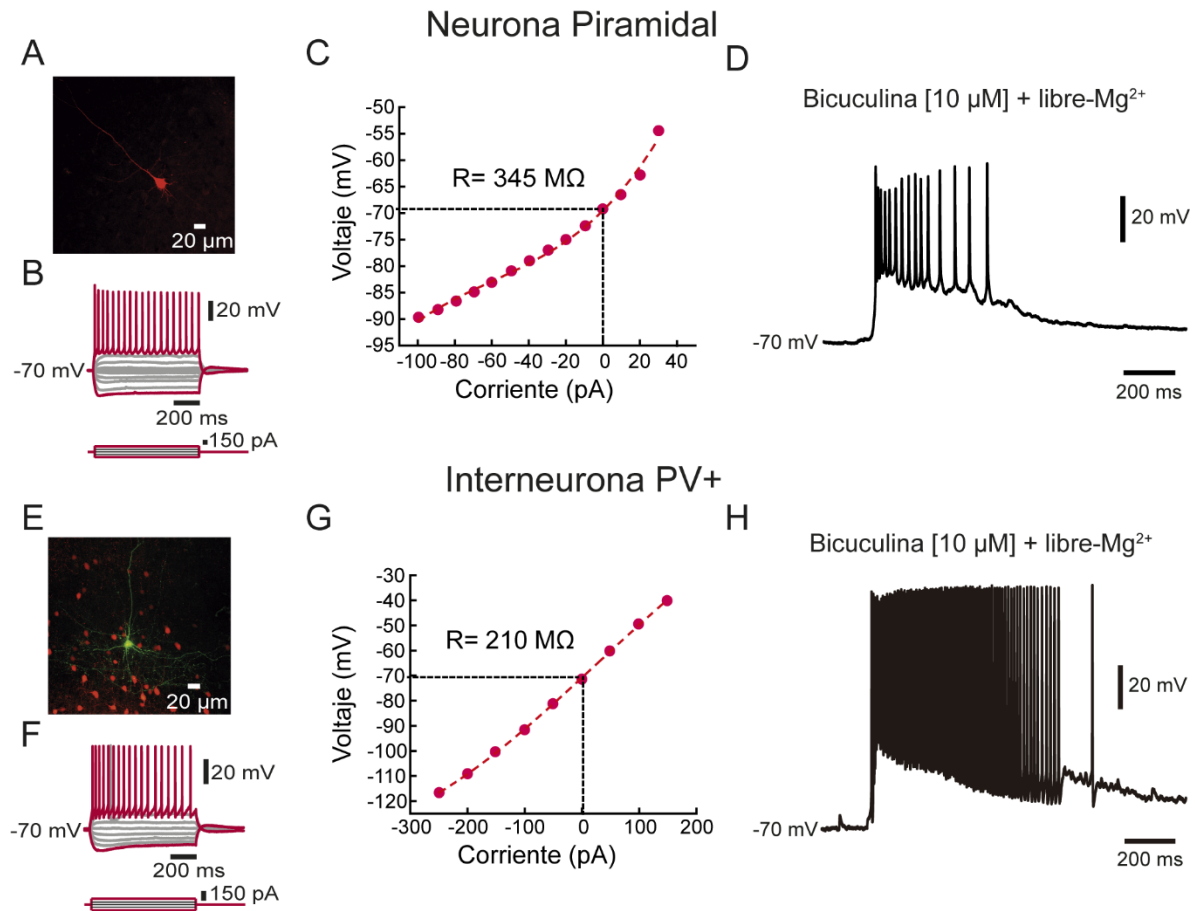 Neurona Piramidal
A
20 µm
B
20 mV
-70 mV
200 ms
150 pA
C
-50
-55
-60
-65
-70
-75
-80
-85
-90
-95
Voltaje (mV)
R= 345 MΩ
-100 -80 -60 -40 -20 0 20 40
Corriente (pA)
D
Bicuculina [10 µM] + libre-Mg²⁺
20 mV
-70 mV
200 ms
Interneurona PV+
E
20 µm
F
20 mV
-70 mV
200 ms
150 pA
G
-30
-40
-50
-60
-70
-80
-90
-100
-110
-120
Voltaje (mV)
R= 210 MΩ
-300 -200 -100 0 100 200
Corriente (pA)
H
Bicuculina [10 µM] + libre-Mg²⁺
20 mV
-70 mV
200 ms